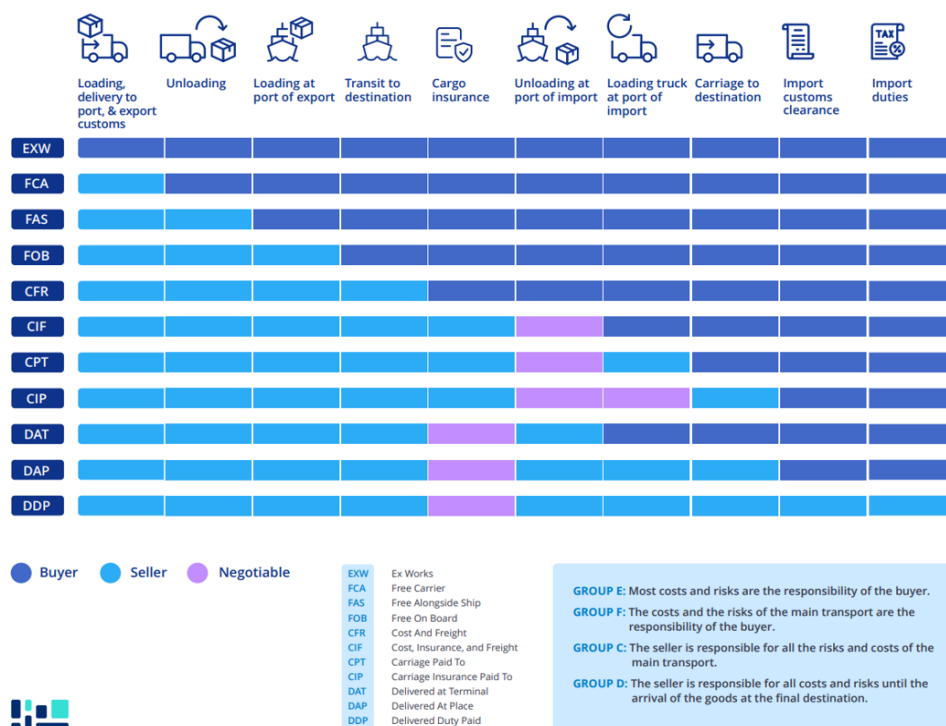 TAX
Loading,
delivery to
port, & export
customs
Unloading
Loading at
port of export
Transit to
destination
Cargo
insurance
Unloading at
port of import
Loading truck
at port of
import
Carriage to
destination
Import
customs
clearance
Import
duties
EXW
FCA
FAS
FOB
CFR
CIF
CPT
CIP
DAT
DAP
DDP
Buyer
Seller
Negotiable
EXW Ex Works
FCA Free Carrier
FAS Free Alongside Ship
FOB Free On Board
CFR Cost And Freight
CIF Cost, Insurance, and Freight
CPT Carriage Paid To
CIP Carriage Insurance Paid To
DAT Delivered at Terminal
DAP Delivered At Place
DDP Delivered Duty Paid
GROUP E: Most costs and risks are the responsibility of the buyer.
GROUP F: The costs and the risks of the main transport are the
responsibility of the buyer.
GROUP C: The seller is responsible for all the risks and costs of the
main transport.
GROUP D: The seller is responsible for all costs and risks until the
arrival of the goods at the final destination.